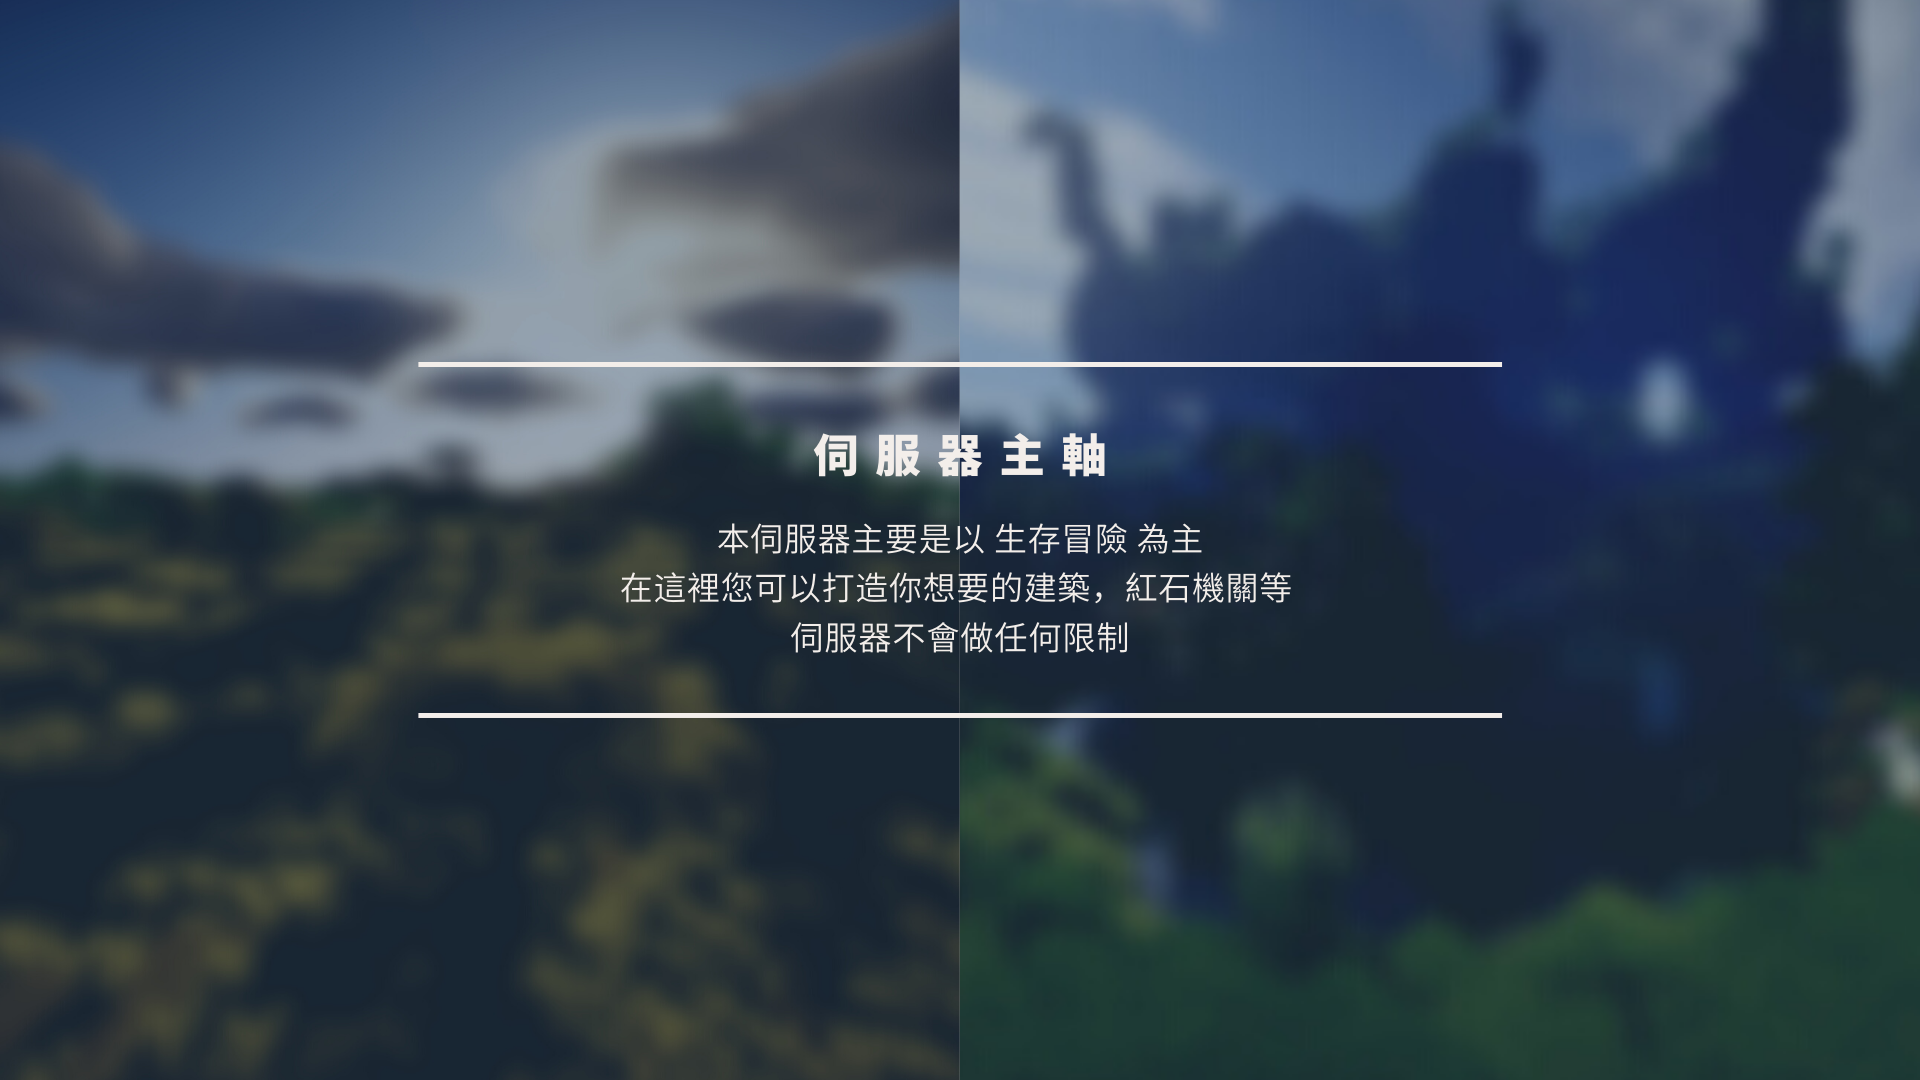 伺服器主軸
本伺服器主要是以 生存冒險 為主
在這裡您可以打造你想要的建築，紅石機關等
伺服器不會做任何限制